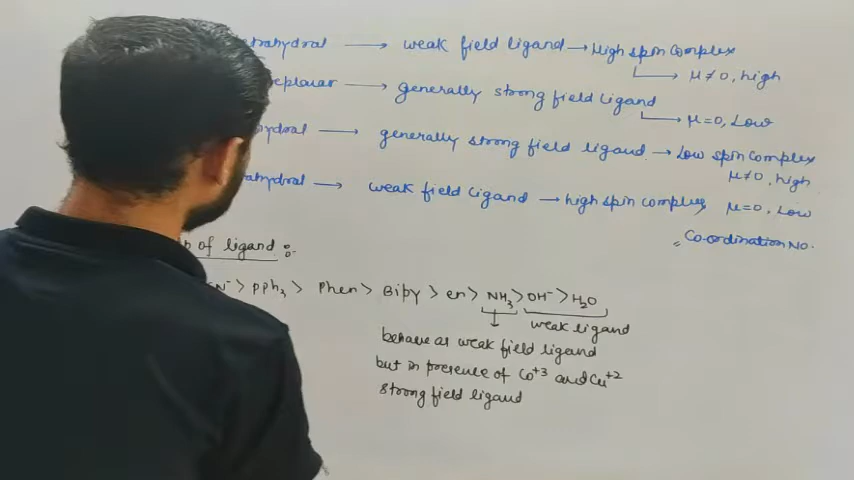 trahydral → weak field ligand → High spin complex
μ≠0, high
eplanar → generally strong field ligand
μ=0, Low
hydral → generally strong field ligand → Low spin complex
μ≠0, high
ahydral → weak field ligand → high spin complex μ=0, Low
Co-ordination NO.
of ligand :-
CN⁻ > PPh₃ > Phen > Bipy > en > NH₃ > OH⁻ > H₂O
weak ligand
behave as weak field ligand
but in presence of Co⁺³ and Cu⁺²
strong field ligand